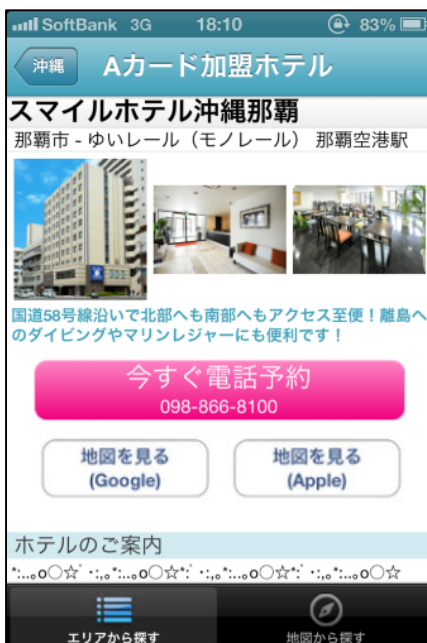 SoftBank 3G 18:10 83%
沖縄 Aカード加盟ホテル
スマイルホテル沖縄那覇
那覇市 - ゆいレール（モノレール） 那覇空港駅
国道58号線沿いで北部へも南部へもアクセス至便！離島へ
のダイビングやマリンレジャーにも便利です！
今すぐ電話予約
098-866-8100
地図を見る 地図を見る
(Google) (Apple)
ホテルのご案内
*:..｡o○☆ﾟ･:,｡*:..｡o○☆*:ﾟ･:,｡*:..｡o○☆*:ﾟ･:,｡*:..｡o○☆
エリアから探す 地図から探す